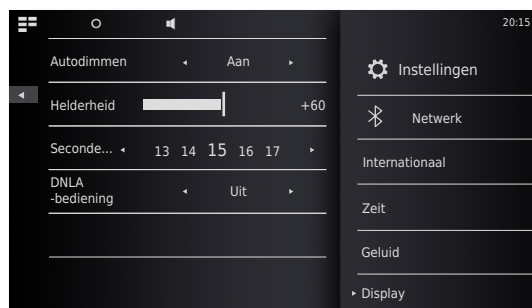 20:15
Autodimmen Aan
Helderheid +60
Seconde... 13 14 15 16 17
DNLA
-bediening Uit
Instellingen
Netwerk
Internationaal
Zeit
Geluid
Display